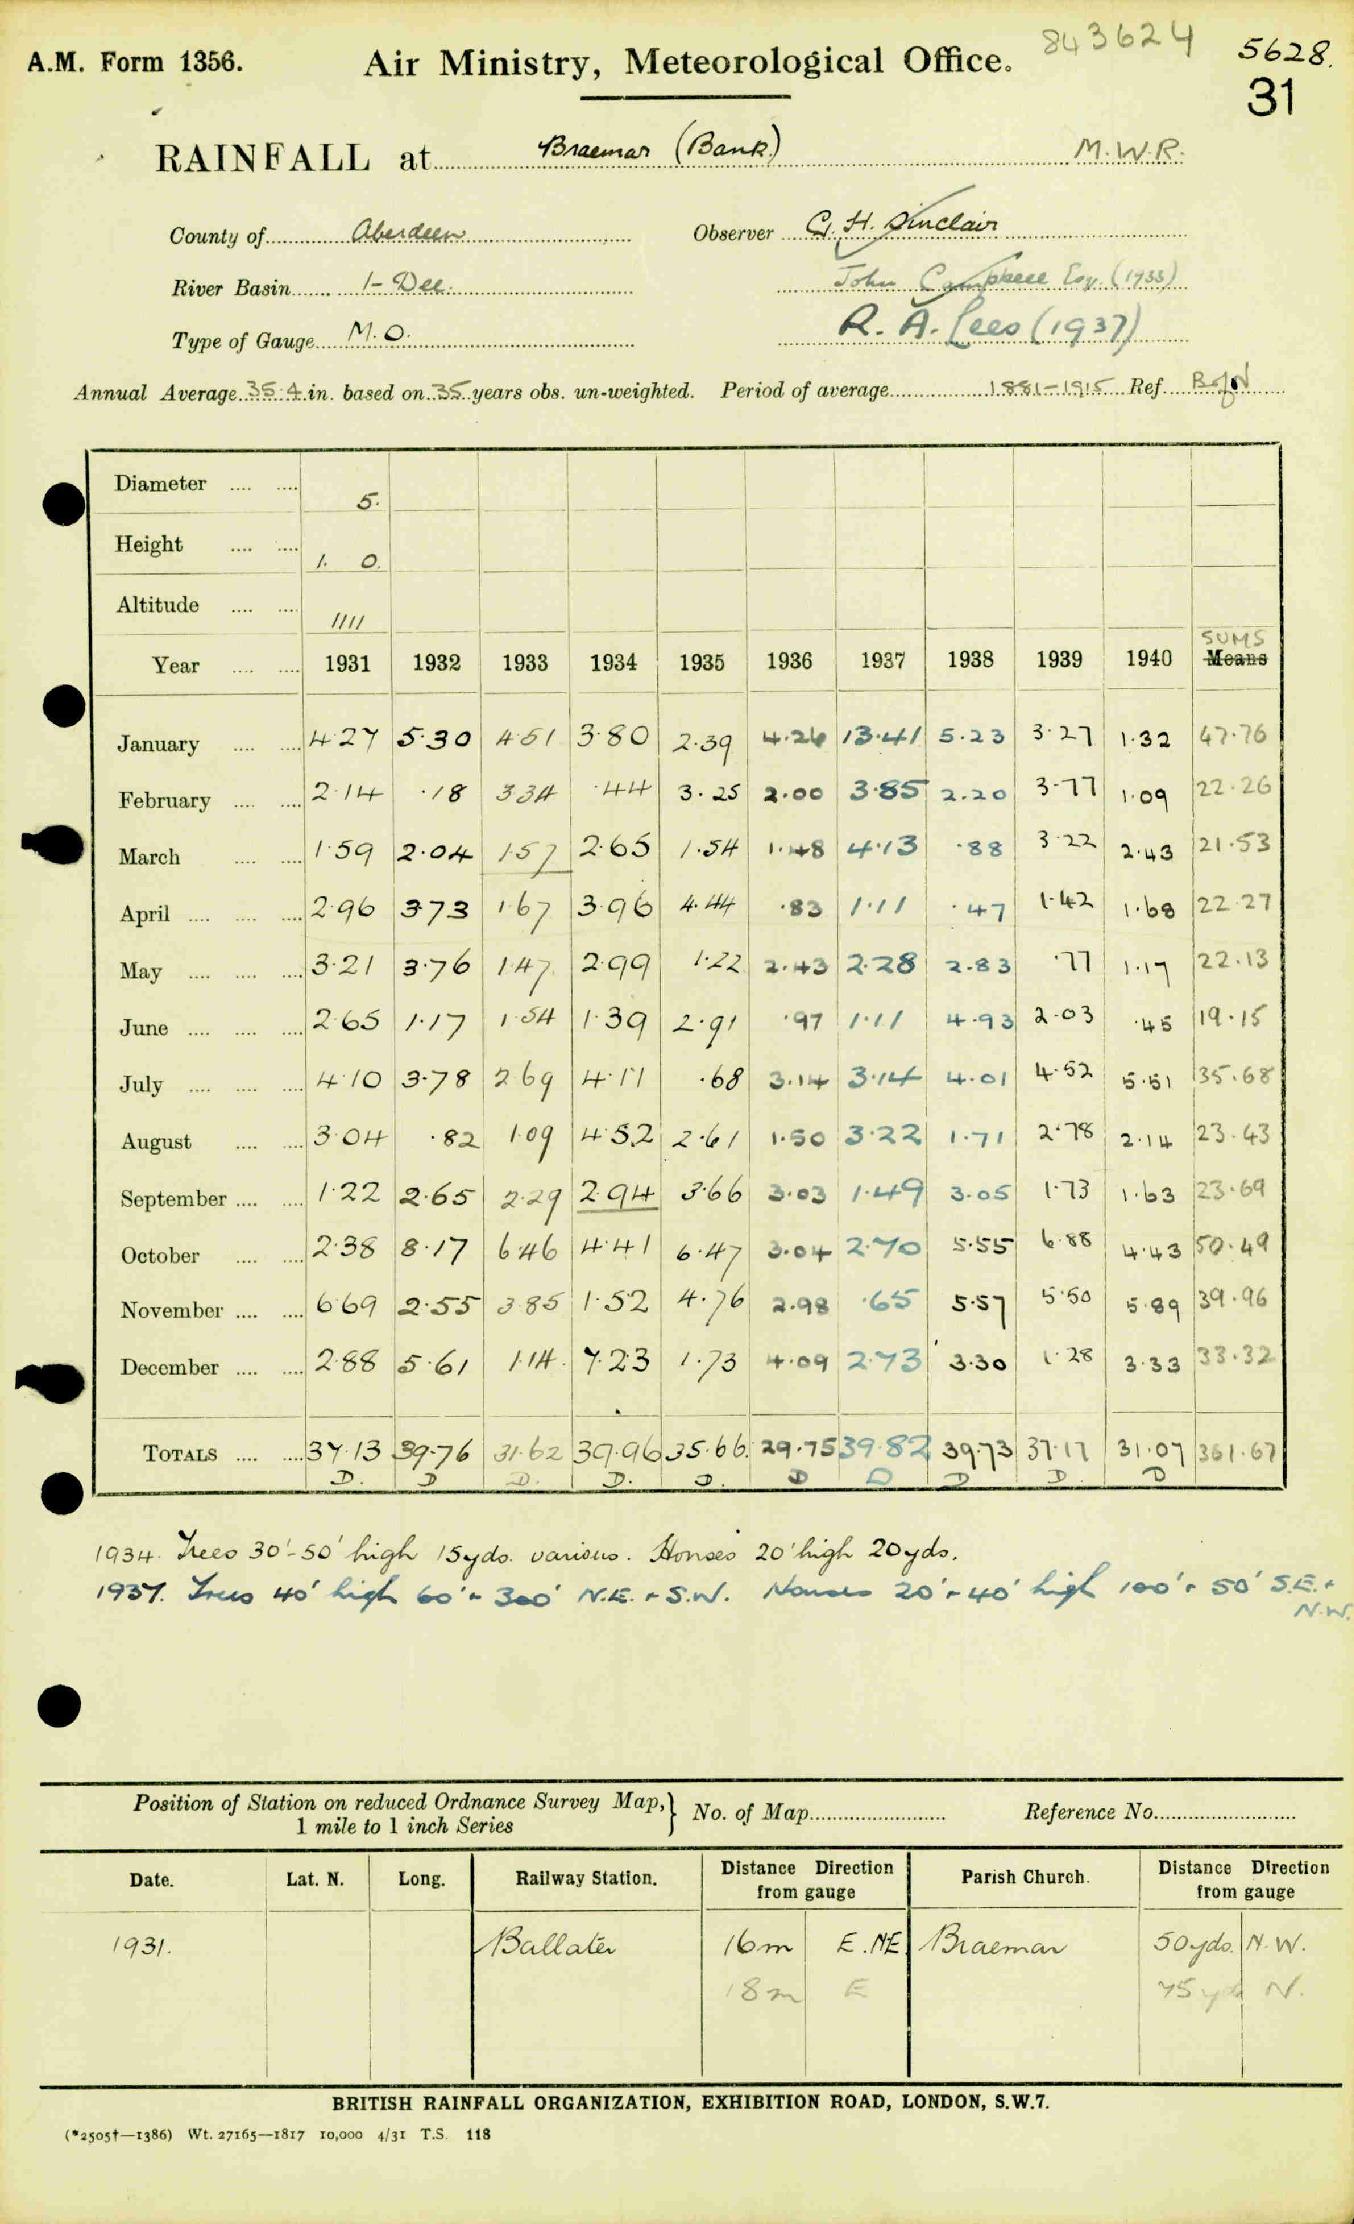 843624
A.M. Form 1356. Air Ministry, Meteorological Office. 5628.
31
RAINFALL at Braemar (Bank.) M.W.R.
County of Aberdeen Observer G. H. Sinclair
River Basin 1- Dee. John Campbell Esq. (1933)
Type of Gauge M.O. R. A. Lees (1937)
Annual Average 35.4 in. based on 35 years obs. un-weighted. Period of average 1881-1915 Ref.
Diameter 5.
Height 1. 0.
Altitude 1111
SUMS
Year 1931 1932 1933 1934 1935 1936 1937 1938 1939 1940 Means
January 4.27 5.30 4.51 3.80 2.39 4.26 13.41 5.23 3.27 1.32 47.76
February 2.14 .18 3.34 .44 3.25 2.00 3.85 2.20 3.77 1.09 22.26
March 1.59 2.04 1.57 2.65 1.54 1.48 4.13 .88 3.22 2.43 21.53
April 2.96 3.73 1.67 3.96 4.44 .83 1.11 .47 1.42 1.68 22.27
May 3.21 3.76 1.47 2.99 1.22 2.43 2.28 2.83 .77 1.17 22.13
June 2.65 1.17 1.54 1.39 2.91 .97 1.11 4.93 2.03 .45 19.15
July 4.10 3.78 2.69 4.11 .68 3.14 3.14 4.01 4.52 5.51 35.68
August 3.04 .82 1.09 4.52 2.61 1.50 3.22 1.71 2.78 2.14 23.43
September 1.22 2.65 2.29 2.94 3.66 3.03 1.49 3.05 1.73 1.63 23.69
October 2.38 8.17 6.46 4.41 6.47 3.04 2.70 5.55 6.88 4.43 50.49
November 6.69 2.55 3.85 1.52 4.76 2.98 .65 5.57 5.50 5.89 39.96
December 2.88 5.61 1.14 7.23 1.73 4.09 2.73 3.30 1.28 3.33 33.32
TOTALS 37.13 39.76 31.62 39.96 35.66. 29.75 39.82 39.73 37.17 31.07 361.67
D. D D. D. D. D D D D. D
1934. Trees 30'-50' high 15yds. various. Houses 20' high 20yds.
1937. Trees 40' high 60' - 300' N.E. + S.W. Houses 20' - 40' high 100' - 50' S.E. +
N.W.
Position of Station on reduced Ordnance Survey Map, No. of Map Reference No.
1 mile to 1 inch Series
Date. Lat. N. Long. Railway Station. Distance Direction from gauge Parish Church. Distance Direction from gauge
1931. Ballater 16m E.NE Braemar 50yds. N.W.
18m E 75 yds N.
BRITISH RAINFALL ORGANIZATION, EXHIBITION ROAD, LONDON, S.W.7.
(*2505†—1386) Wt. 27165—1817 10,000 4/31 T.S. 118